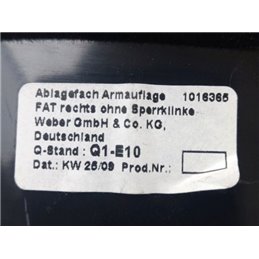 Ablagefach Armauflage 1016365
FAT rechts ohne Sperrklinke
Weber GmbH & Co. KG,
Deutschland
Q-Stand : Q1-E10
Dat.: KW 25/09 Prod.Nr.: